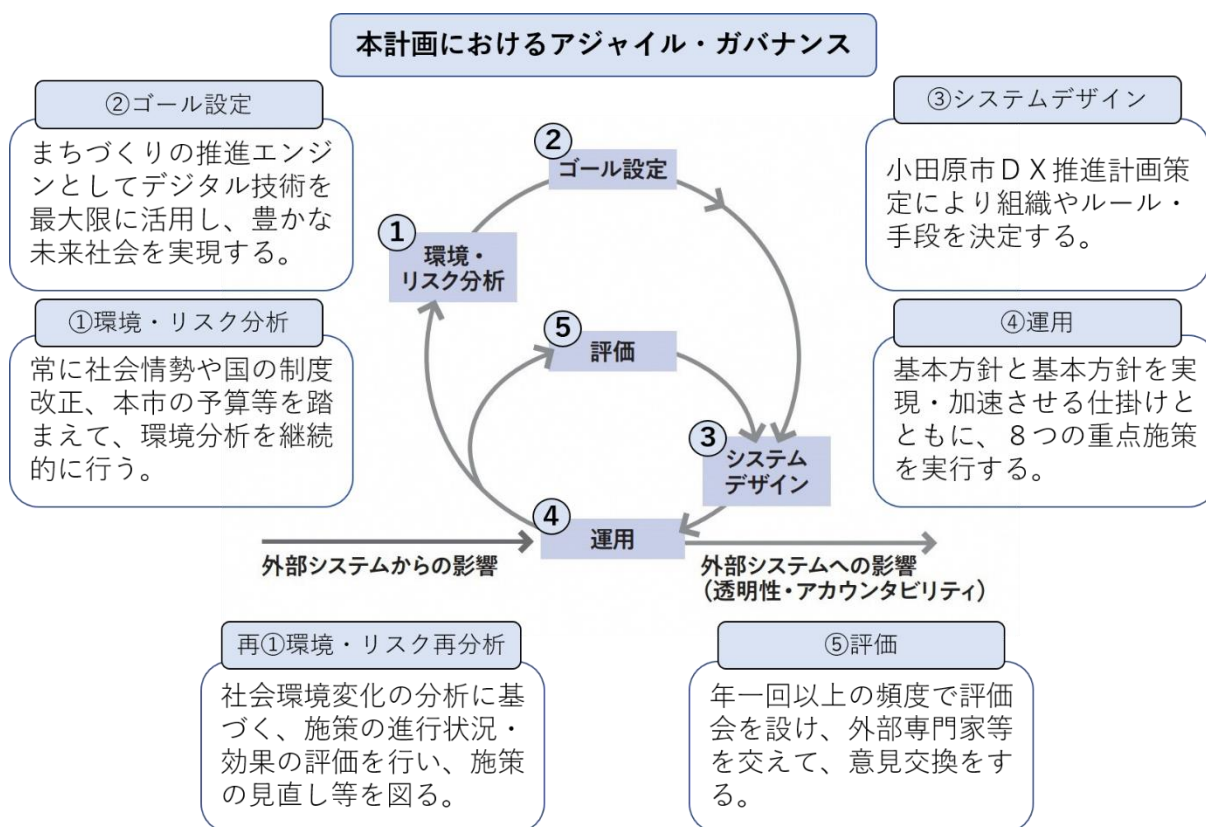 本計画におけるアジャイル・ガバナンス
②ゴール設定
まちづくりの推進エンジ
ンとしてデジタル技術を
最大限に活用し、豊かな
未来社会を実現する。
①環境・リスク分析
常に社会情勢や国の制度
改正、本市の予算等を踏
まえて、環境分析を継続
的に行う。
2
ゴール設定
1
環境・
リスク分析
5
評価
3
システム
デザイン
4
運用
外部システムからの影響
外部システムへの影響
（透明性・アカウンタビリティ）
③システムデザイン
小田原市ＤＸ推進計画策
定により組織やルール・
手段を決定する。
④運用
基本方針と基本方針を実
現・加速させる仕掛けと
ともに、８つの重点施策
を実行する。
再①環境・リスク再分析
社会環境変化の分析に基
づく、施策の進行状況・
効果の評価を行い、施策
の見直し等を図る。
⑤評価
年一回以上の頻度で評価
会を設け、外部専門家等
を交えて、意見交換をす
る。